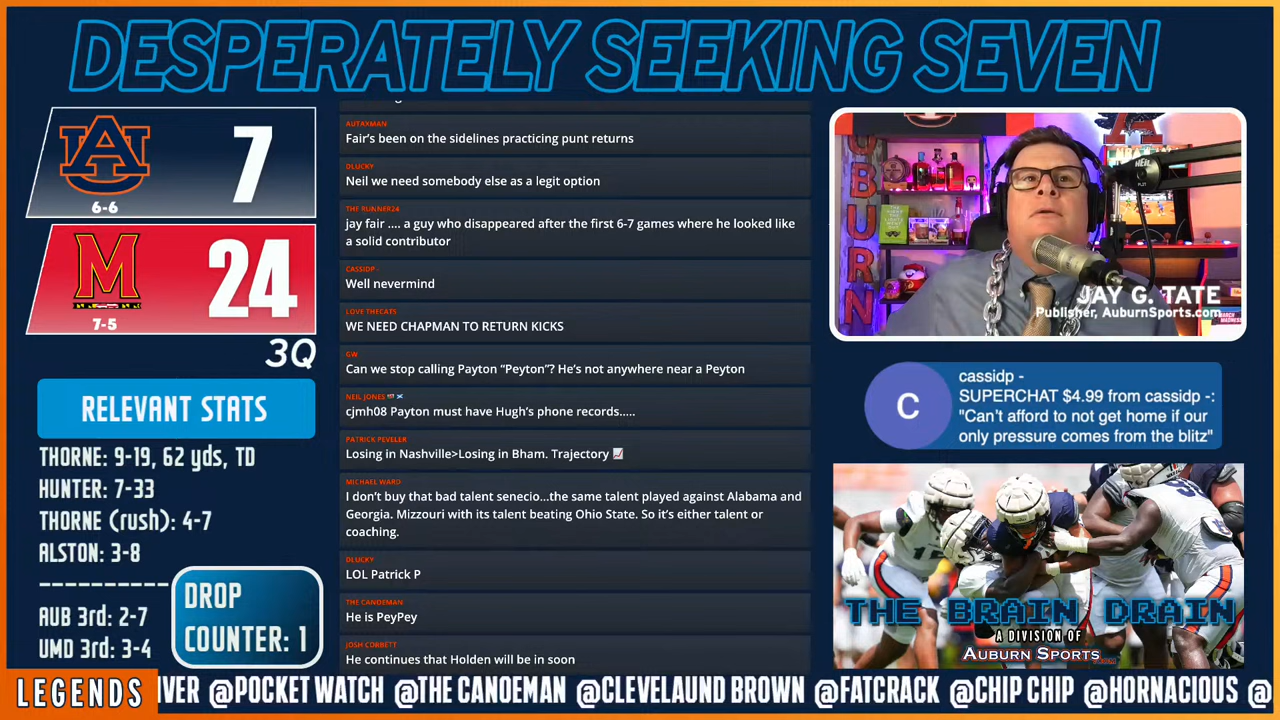 DESPERATELY SEEKING SEVEN
7
6-6
M
24
7-5
3Q
RELEVANT STATS
THORNE: 9-19, 62 yds, TD
HUNTER: 7-33
THORNE (rush): 4-7
ALSTON: 3-8
AUB 3rd: 2-7
UMD 3rd: 3-4
DROP
COUNTER: 1
AUTAXMAN
Fair's been on the sidelines practicing punt returns
DLUCKY
Neil we need somebody else as a legit option
THE RUNNER24
jay fair .... a guy who disappeared after the first 6-7 games where he looked like
a solid contributor
CASSIDP -
Well nevermind
LOVE THECATS
WE NEED CHAPMAN TO RETURN KICKS
GW
Can we stop calling Payton “Peyton”? He's not anywhere near a Peyton
NEIL JONES
cjmh08 Payton must have Hugh's phone records.....
PATRICK PEVELER
Losing in Nashville>Losing in Bham. Trajectory 📈
MICHAEL WARD
I don't buy that bad talent senecio...the same talent played against Alabama and
Georgia. Mizzouri with its talent beating Ohio State. So it's either talent or
coaching.
DLUCKY
LOL Patrick P
THE CANOEMAN
He is PeyPey
JOSH CORBETT
He continues that Holden will be in soon
UBURN
JAY G. TATE
Publisher, AuburnSports.com
C
cassidp -
SUPERCHAT $4.99 from cassidp -:
"Can't afford to not get home if our
only pressure comes from the blitz"
THE BRAIN DRAIN
A DIVISION OF
AUBURN SPORTS.COM
LEGENDS
IVER @POCKET WATCH @THE CANOEMAN @CLEVELAUND BROWN @FATCRACK @CHIP CHIP @HORNACIOUS @